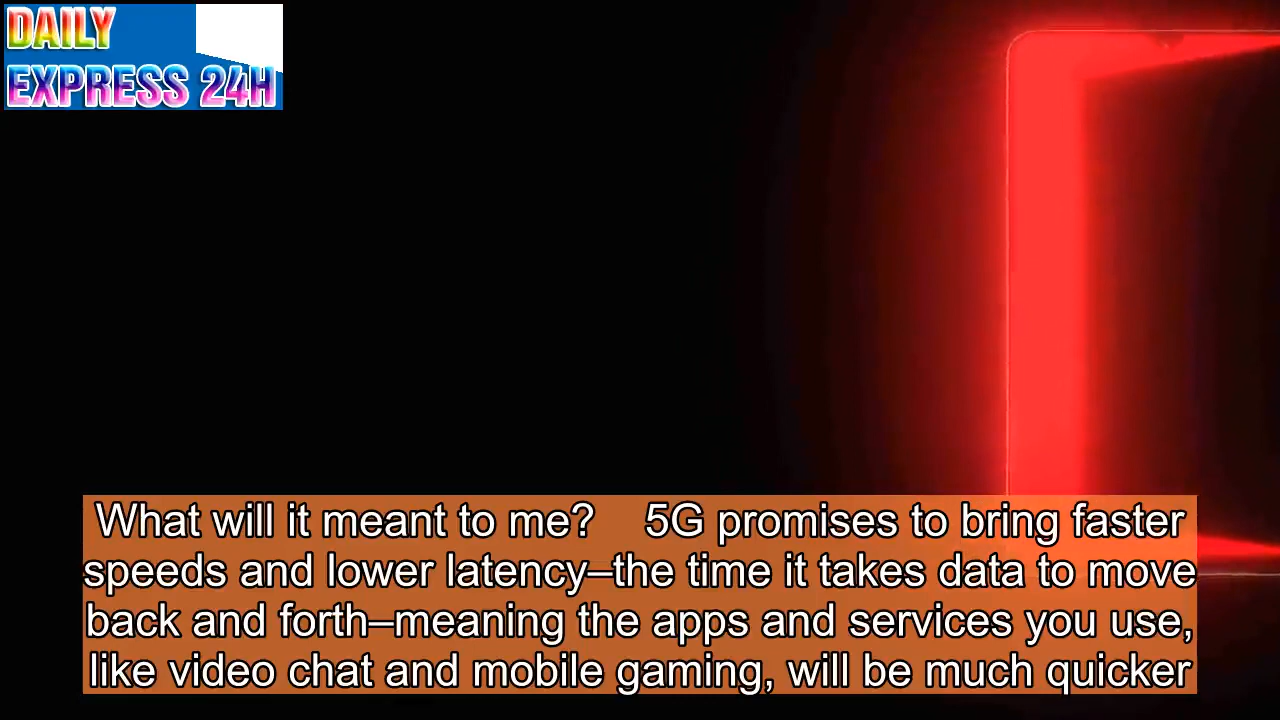 DAILY
EXPRESS 24H
What will it meant to me? 5G promises to bring faster
speeds and lower latency–the time it takes data to move
back and forth–meaning the apps and services you use,
like video chat and mobile gaming, will be much quicker